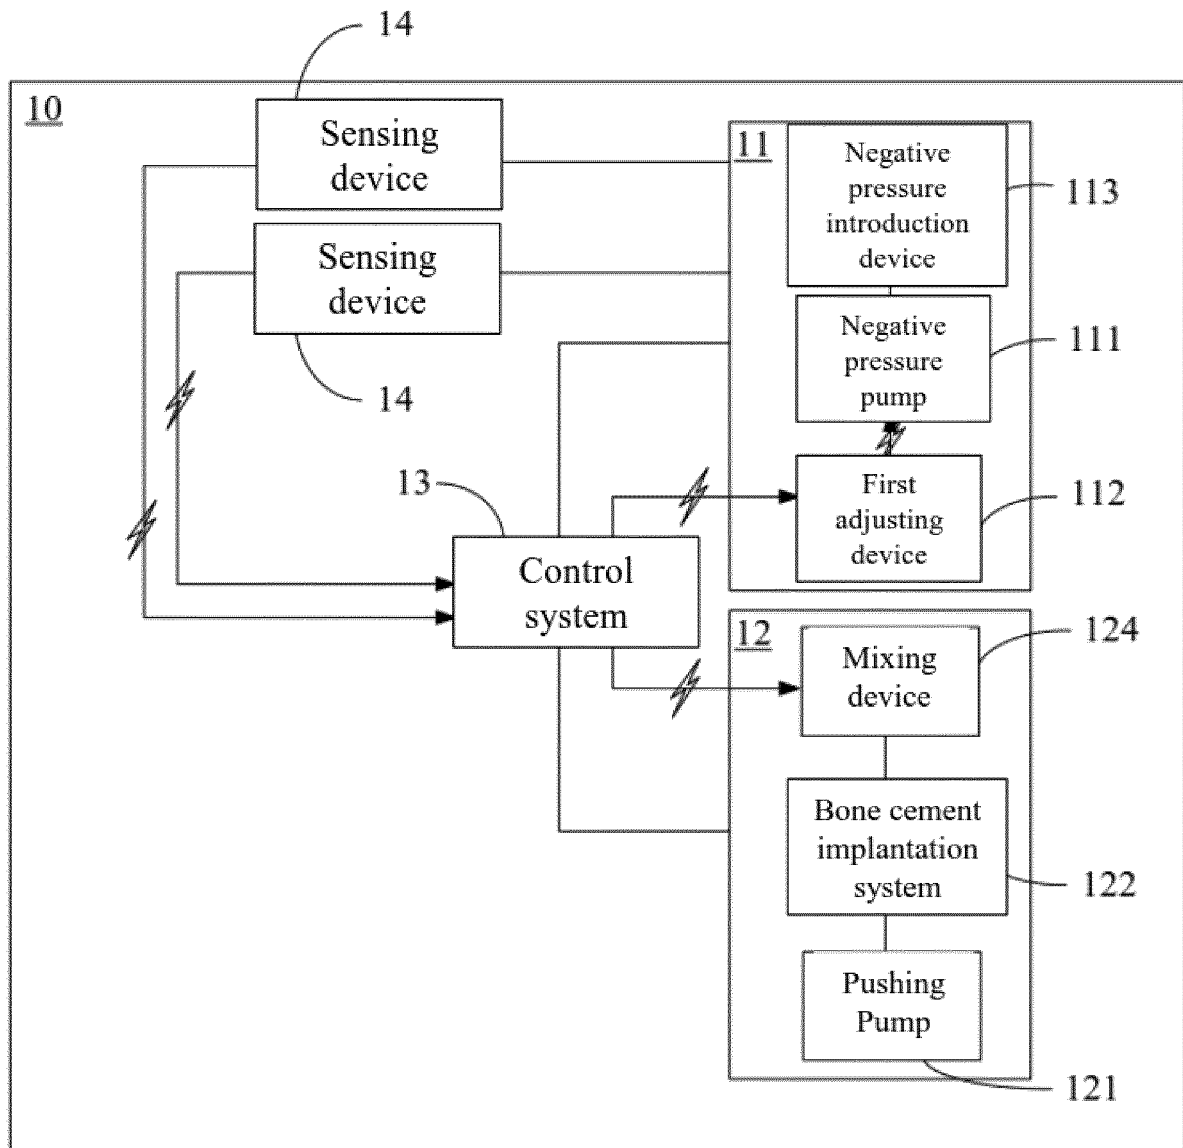 14
10
Sensing
device
Sensing
device
14
11
Negative
pressure
introduction
device
113
Negative
pressure
pump
111
First
adjusting
device
112
13
Control
system
12
Mixing
device
124
Bone cement
implantation
system
122
Pushing
Pump
121